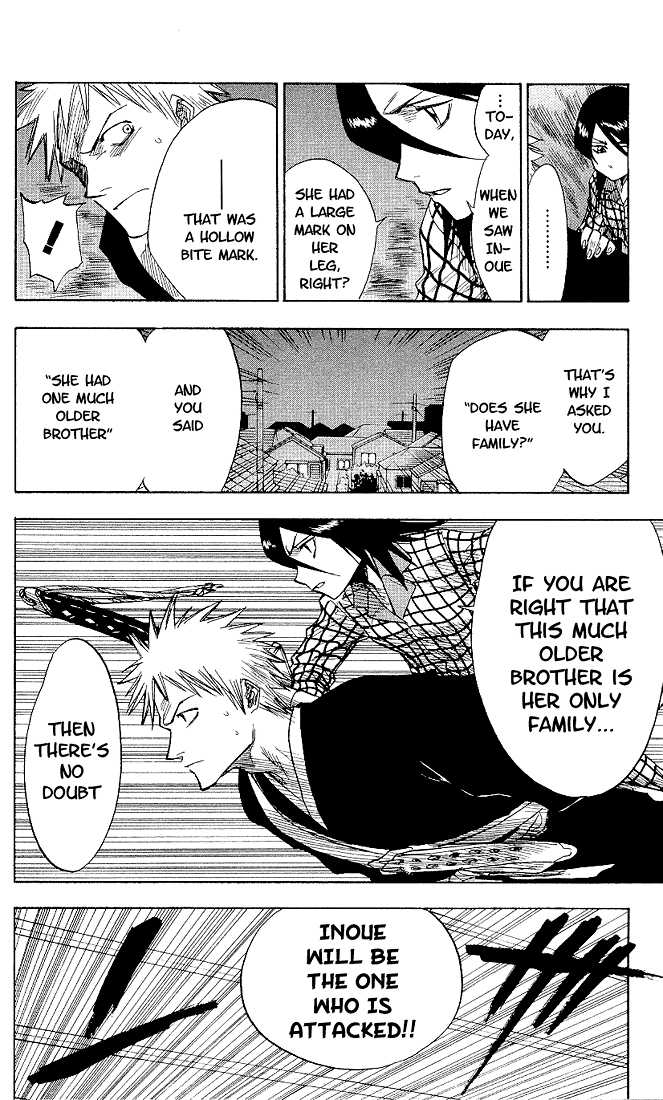 ............
......
TO-
DAY,
WHEN
WE
SAW
IN-
OUE
SHE HAD
A LARGE
MARK ON
HER
LEG,
RIGHT?
—
THAT WAS
A HOLLOW
BITE MARK.
!
THAT'S
WHY I
ASKED
YOU.
"DOES SHE
HAVE
FAMILY?"
AND
YOU
SAID
"SHE HAD
ONE MUCH
OLDER
BROTHER"
IF YOU ARE
RIGHT THAT
THIS MUCH
OLDER
BROTHER IS
HER ONLY
FAMILY...
THEN
THERE'S
NO
DOUBT
INOUE
WILL BE
THE ONE
WHO IS
ATTACKED!!